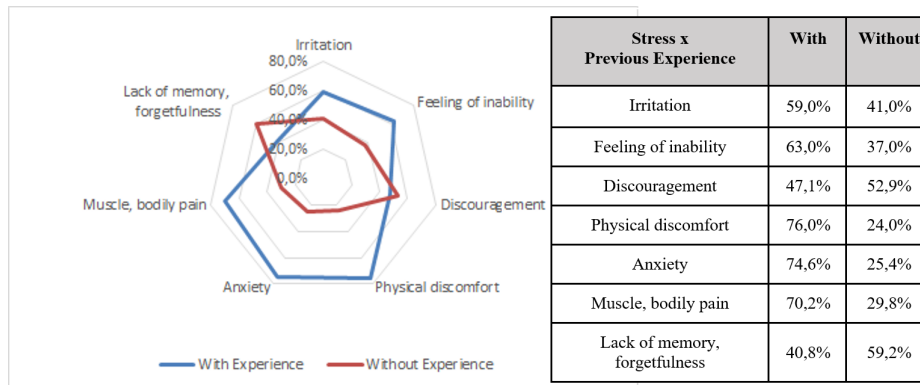 Irritation
80,0%
60,0%
40,0%
20,0%
0,0%
Feeling of inability
Discouragement
Physical discomfort
Anxiety
Muscle, bodily pain
Lack of memory,
forgetfulness
With Experience
Without Experience
Stress x With Without
Previous Experience
Irritation 59,0% 41,0%
Feeling of inability 63,0% 37,0%
Discouragement 47,1% 52,9%
Physical discomfort 76,0% 24,0%
Anxiety 74,6% 25,4%
Muscle, bodily pain 70,2% 29,8%
Lack of memory, 40,8% 59,2%
forgetfulness